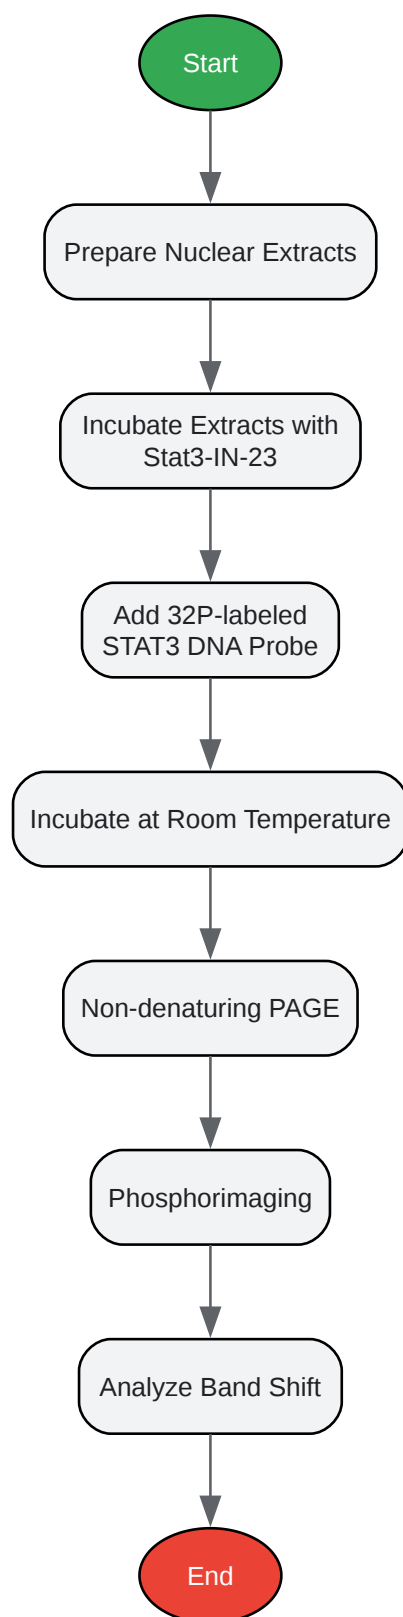 Start
Prepare Nuclear Extracts
Incubate Extracts with
Stat3-IN-23
Add 32P-labeled
STAT3 DNA Probe
Incubate at Room Temperature
Non-denaturing PAGE
Phosphorimaging
Analyze Band Shift
End